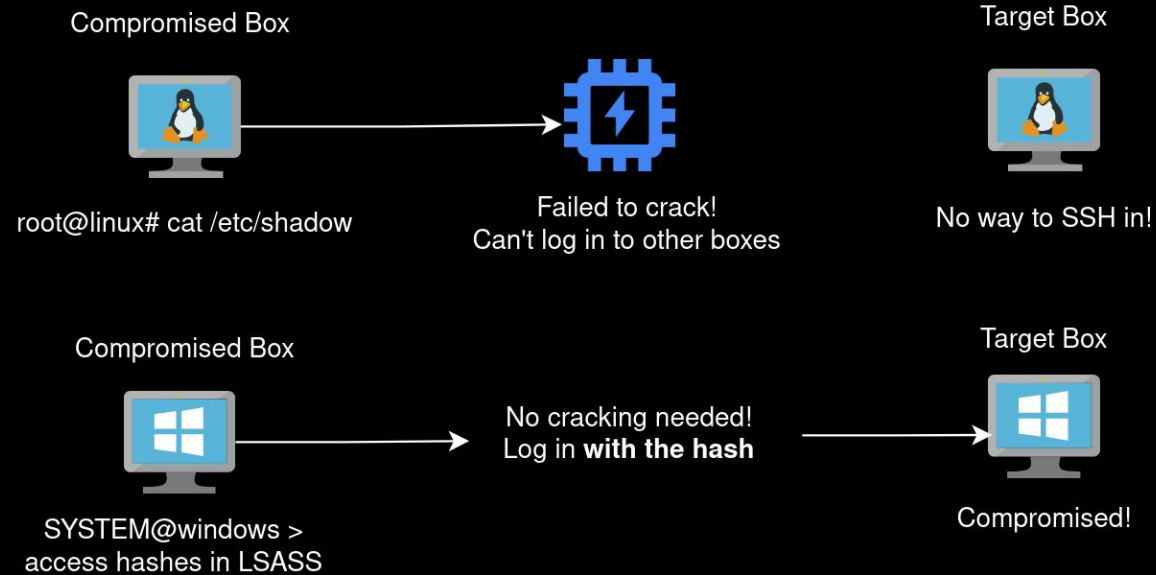 Compromised Box
Target Box
root@linux# cat /etc/shadow
Failed to crack!
Can't log in to other boxes
No way to SSH in!
Compromised Box
Target Box
No cracking needed!
Log in with the hash
SYSTEM@windows >
access hashes in LSASS
Compromised!